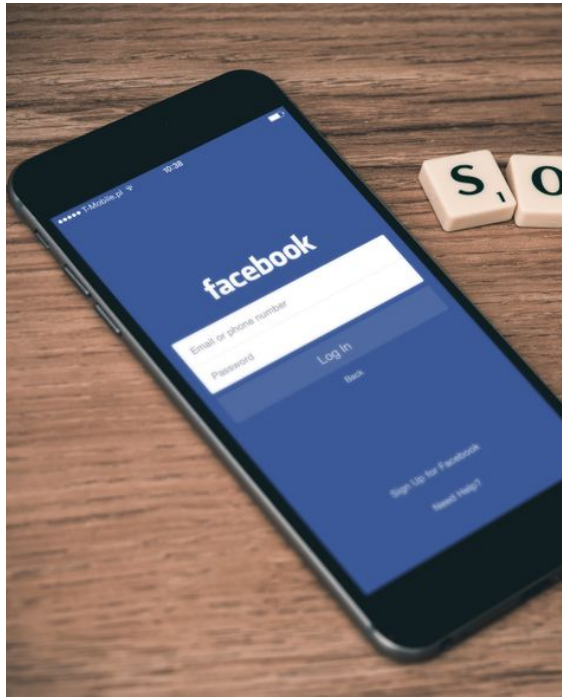 T-Mobile.pl 10:38
S O
facebook
Email or phone number
Password
Log In
Back
Sign Up for Facebook
Need Help?